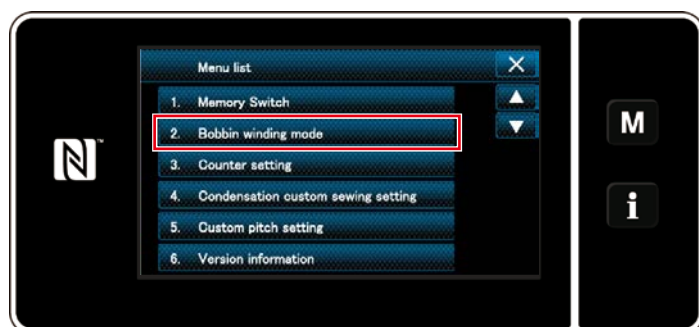 Menu list
1. Memory Switch
2. Bobbin winding mode
3. Counter setting
4. Condensation custom sewing setting
5. Custom pitch setting
6. Version information
M
i